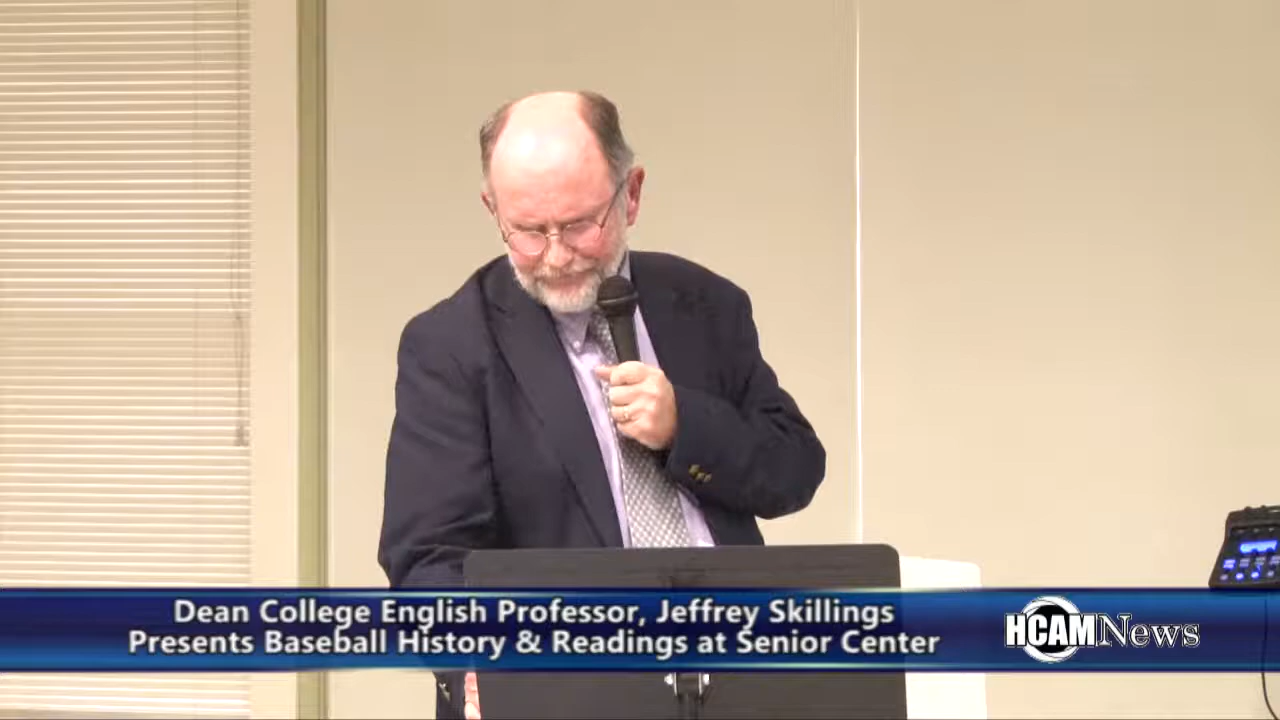 Dean College English Professor, Jeffrey Skillings
Presents Baseball History & Readings at Senior Center
HCAMNews